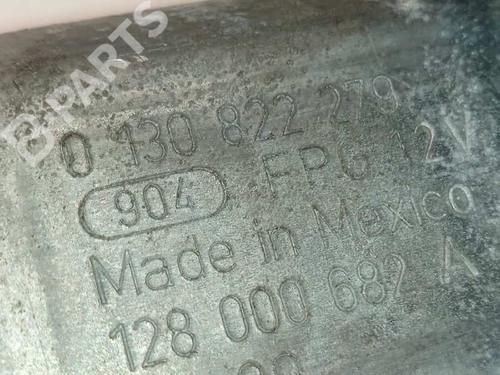 B-PARTS
0 130 822 279
904 FPG 12V
Made in Mexico
128 000 682 A